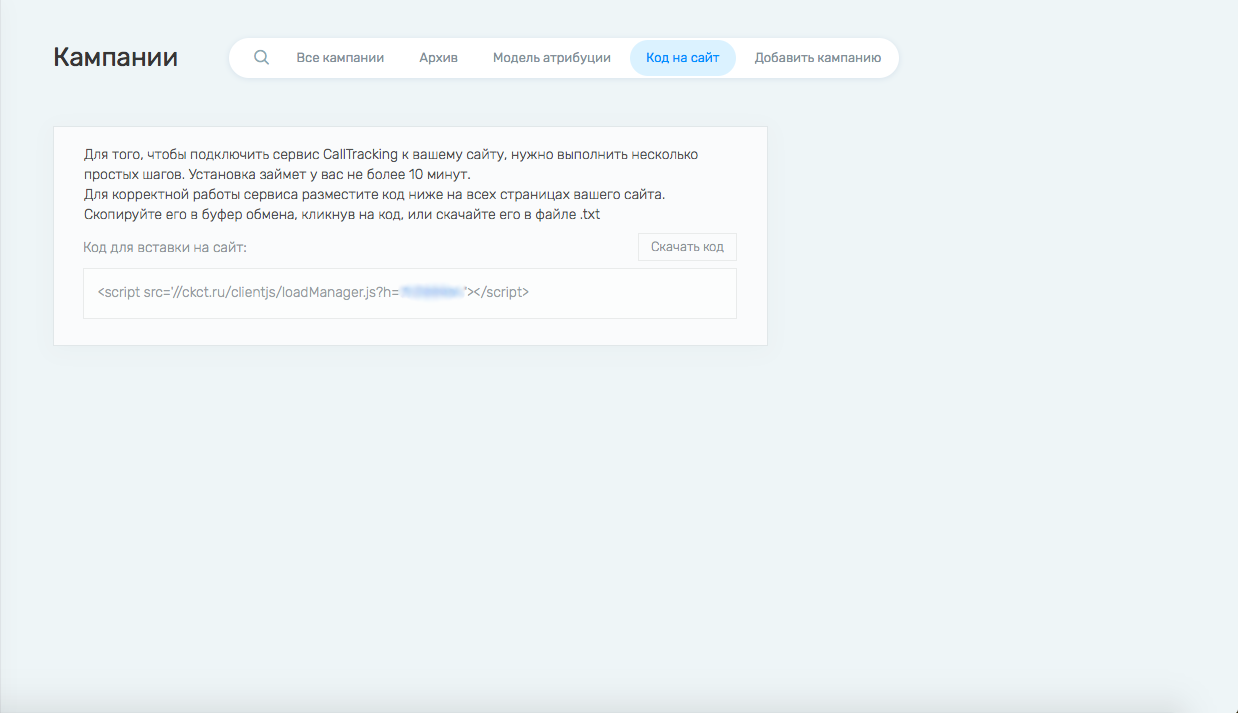 Кампании
Все кампании
Архив
Модель атрибуции
Код на сайт
Добавить кампанию
Для того, чтобы подключить сервис CallTracking к вашему сайту, нужно выполнить несколько
простых шагов. Установка займет у вас не более 10 минут.
Для корректной работы сервиса разместите код ниже на всех страницах вашего сайта.
Скопируйте его в буфер обмена, кликнув на код, или скачайте его в файле .txt
Код для вставки на сайт:
Скачать код
<script src='//ckct.ru/clientjs/loadManager.js?h= '></script>